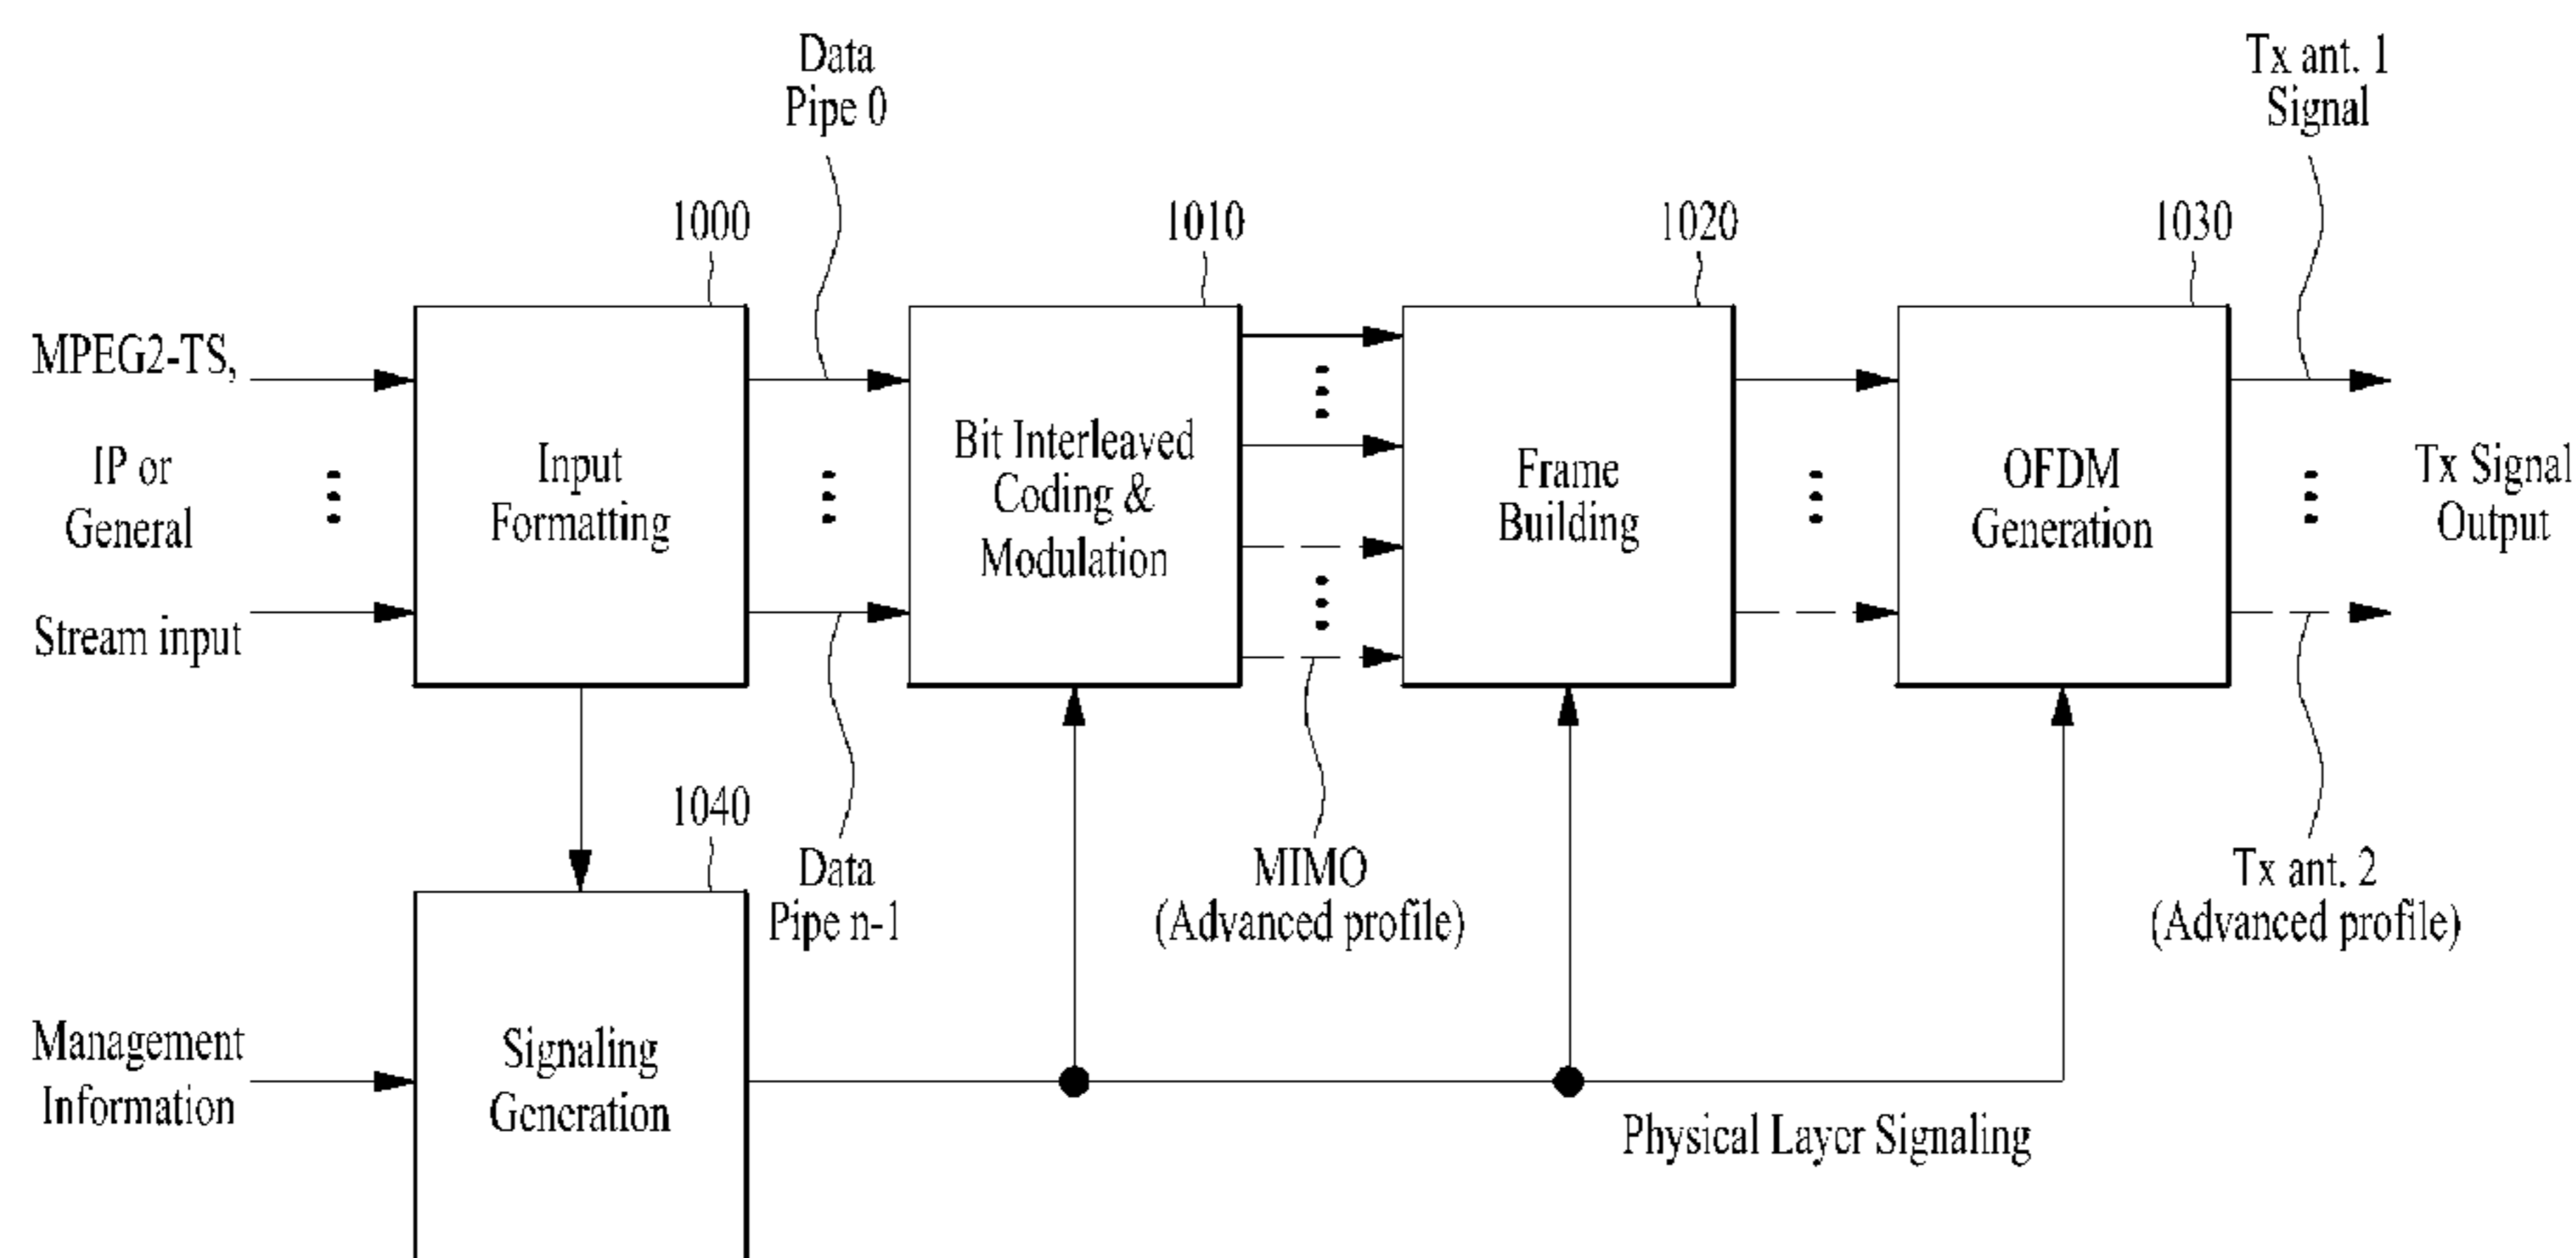 Data
Pipe 0
Tx ant. 1
Signal
1000
1010
1020
1030
MPEG2-TS,
IP or
General
Stream input
Input
Formatting
Bit Interleaved
Coding &
Modulation
Frame
Building
OFDM
Generation
Tx Signal
Output
1040
Data
Pipe n-1
MIMO
(Advanced profile)
Tx ant. 2
(Advanced profile)
Management
Information
Signaling
Generation
Physical Layer Signaling